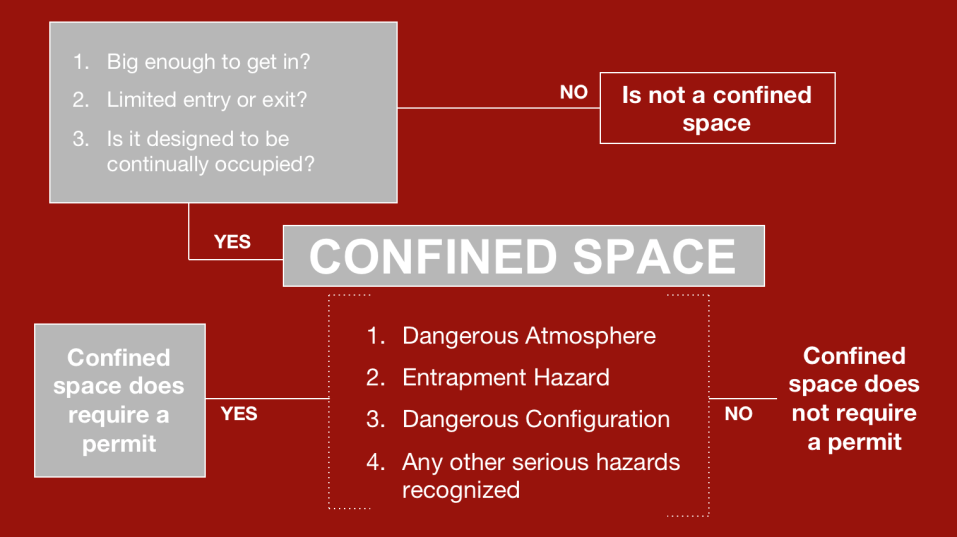 1. Big enough to get in?
2. Limited entry or exit?
3. Is it designed to be
continually occupied?
NO
Is not a confined
space
YES
CONFINED SPACE
Confined
space does
require a
permit
YES
1. Dangerous Atmosphere
2. Entrapment Hazard
3. Dangerous Configuration
4. Any other serious hazards
recognized
NO
Confined
space does
not require
a permit